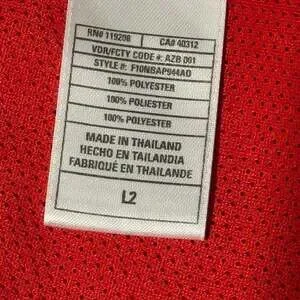 RN# 119208 CA# 40312
VDR/FCTY CODE #: AZB 001
STYLE #: F10NBAP944AO
100% POLYESTER
100% POLIESTER
100% POLYESTER
MADE IN THAILAND
HECHO EN TAILANDIA
FABRIQUÉ EN THAILANDE
L2